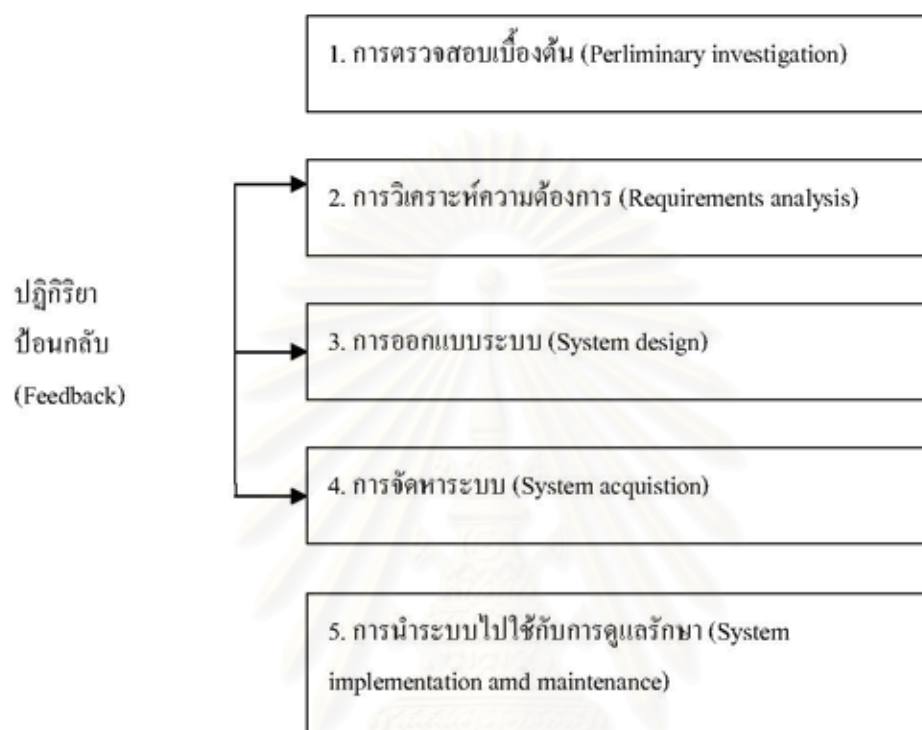 1. การตรวจสอบเบื้องต้น (Perliminary investigation)
2. การวิเคราะห์ความต้องการ (Requirements analysis)
ปฏิกิริยา
ป้อนกลับ
(Feedback)
3. การออกแบบระบบ (System design)
4. การจัดหาระบบ (System acquistion)
5. การนำระบบไปใช้กับการดูแลรักษา (System
implementation amd maintenance)